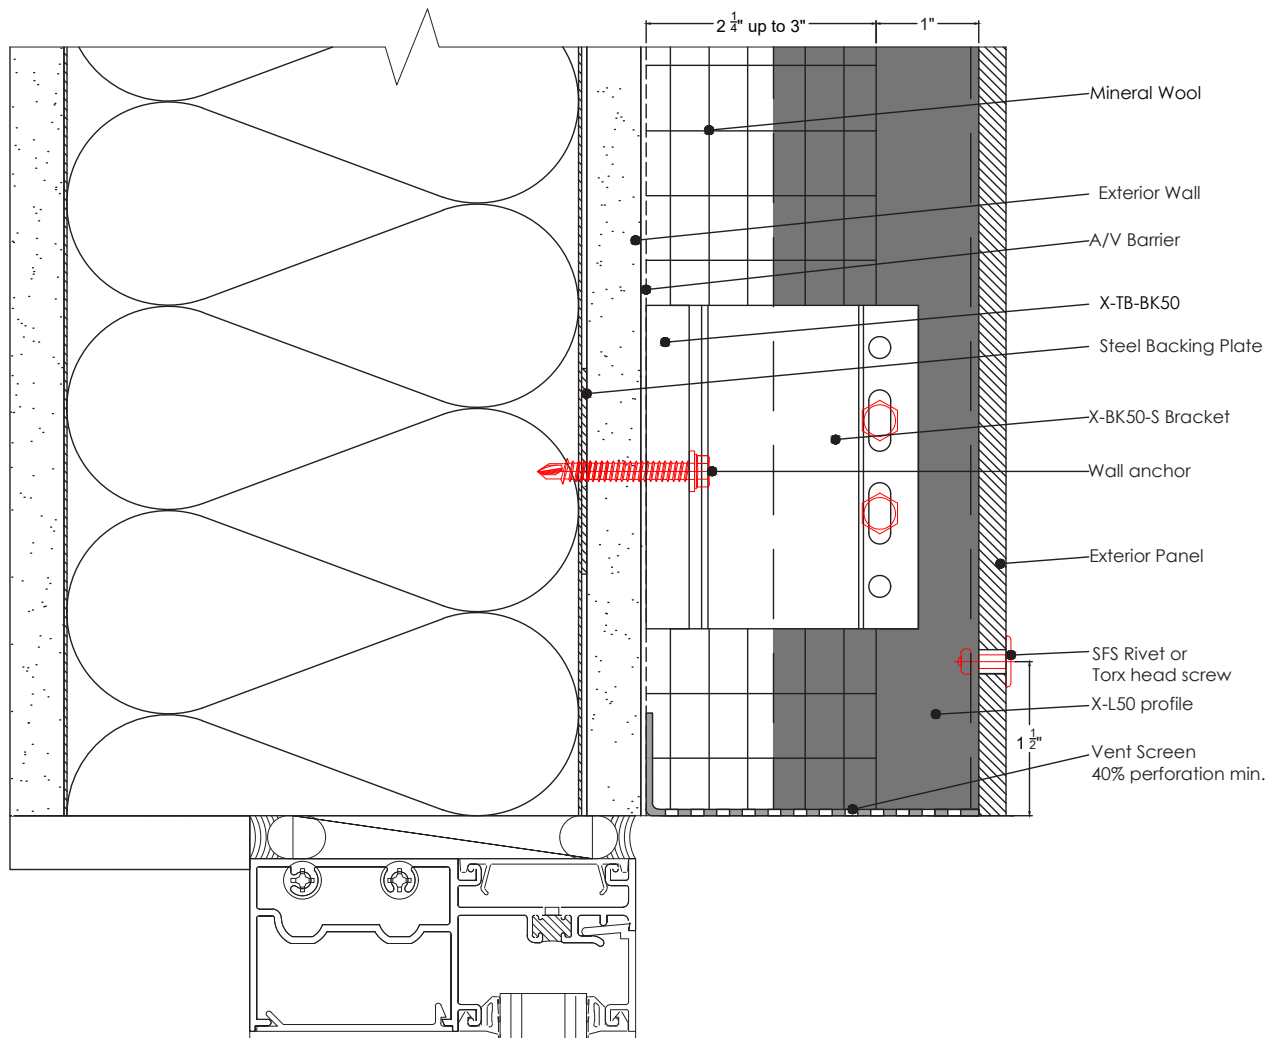 2 1/4" up to 3"
1"
Mineral Wool
Exterior Wall
A/V Barrier
X-TB-BK50
Steel Backing Plate
X-BK50-S Bracket
Wall anchor
Exterior Panel
SFS Rivet or
Torx head screw
X-L50 profile
1 1/2"
Vent Screen
40% perforation min.